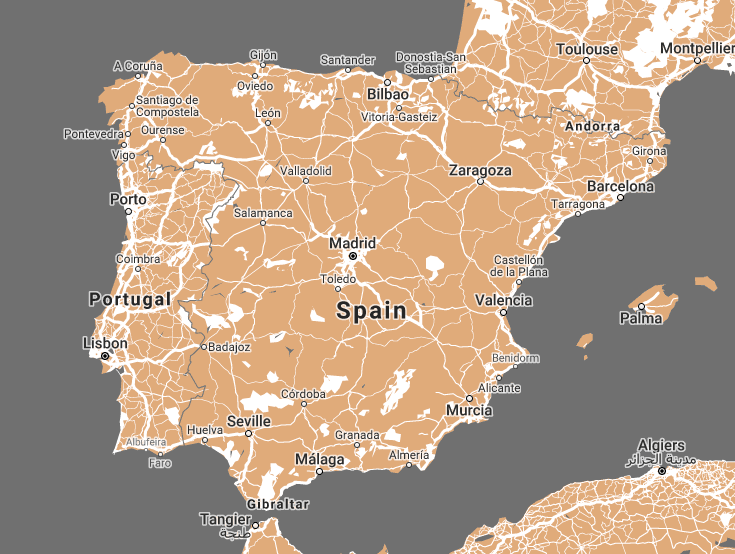 Gijón
A Coruña
Santander
Donostia-San
Sebastián
Toulouse
Montpellier
Oviedo
Bilbao
Santiago de
Compostela
León
Vitoria-Gasteiz
Pontevedra
Ourense
Andorra
Vigo
Girona
Valladolid
Zaragoza
Barcelona
Porto
Tarragona
Salamanca
Madrid
Coimbra
Castellón
de la Plana
Toledo
Portugal
Spain
Valencia
Palma
Lisbon
Badajoz
Benidorm
Alicante
Córdoba
Murcia
Seville
Huelva
Granada
Albufeira
Faro
Málaga
Almería
Algiers
مدينة الجزائر
Gibraltar
Tangier
طنجة